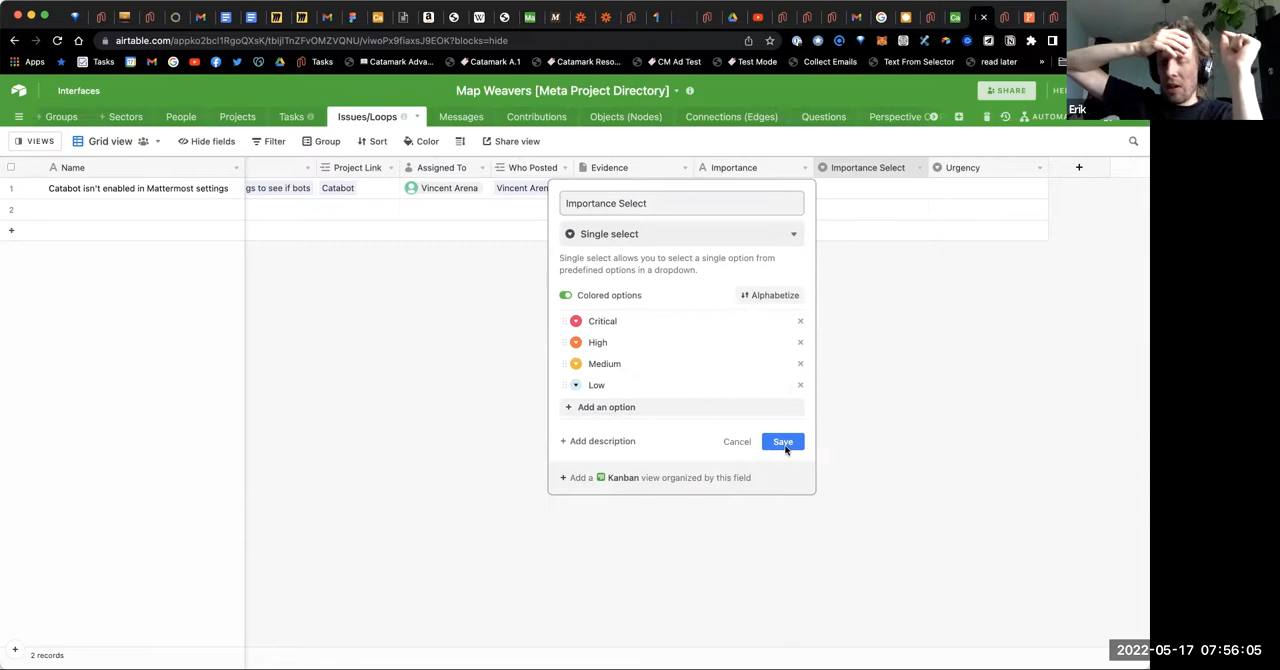 airtable.com/appko2bcl1RgoQXsK/tbljlTnZFvOMZVQNU/viwoPx9fiaxsJ9EOK?blocks=hide
Apps Tasks Tasks Catamark Adva... Catamark A.1 Catamark Reso... CM Ad Test Test Mode Collect Emails Text From Selector read later »
Erik
Interfaces Map Weavers [Meta Project Directory] SHARE HE
Groups Sectors People Projects Tasks Issues/Loops Messages Contributions Objects (Nodes) Connections (Edges) Questions Perspective C AUTOMA
VIEWS Grid view Hide fields Filter Group Sort Color Share view
Name Project Link Assigned To Who Posted Evidence Importance Importance Select Urgency +
1 Catabot isn't enabled in Mattermost settings gs to see if bots Catabot Vincent Arena Vincent Aren
2
+
Importance Select
Single select
Single select allows you to select a single option from
predefined options in a dropdown.
Colored options Alphabetize
Critical
High
Medium
Low
+ Add an option
+ Add description Cancel Save
+ Add a Kanban view organized by this field
+ 2 records
2022-05-17 07:56:05